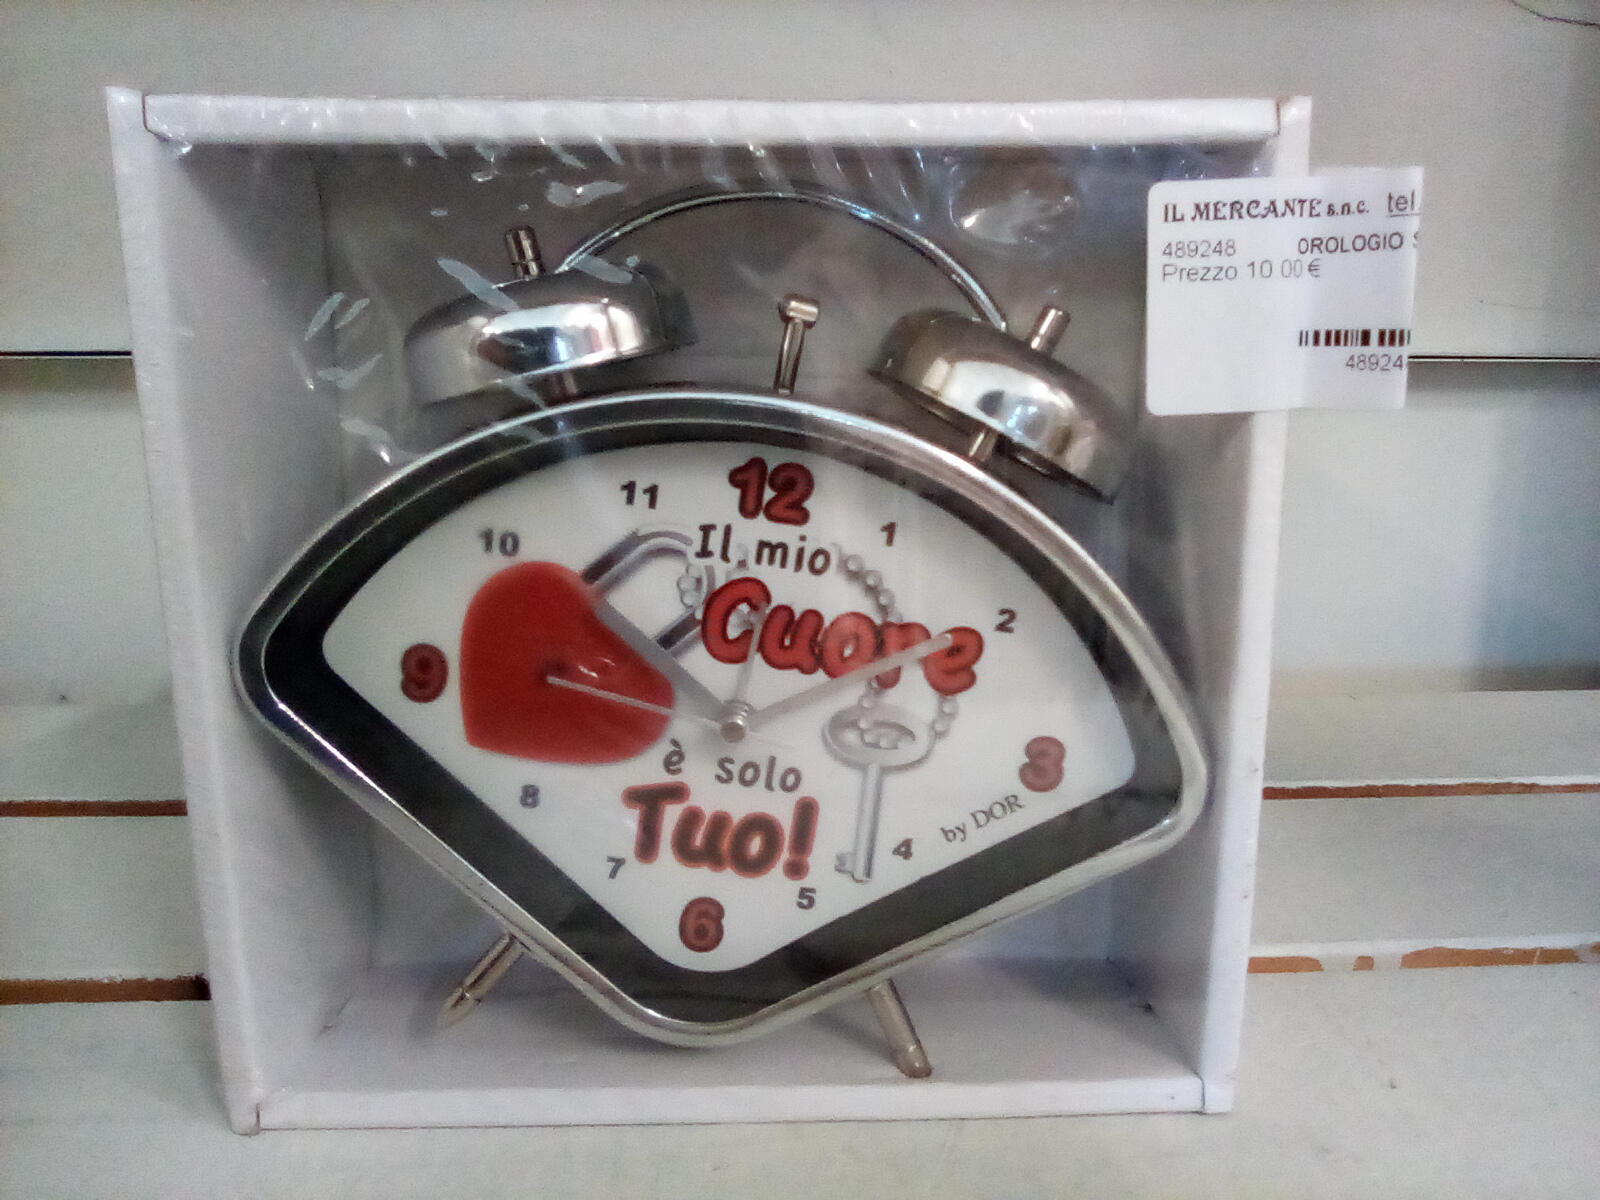 IL MERCANTE s.n.c. tel.
489248 OROLOGIO S
Prezzo 10 00 €
48924
12
11
1
10
2
9
3
8
4
7
5
6
Il mio
Cuore
è solo
Tuo!
by DOR